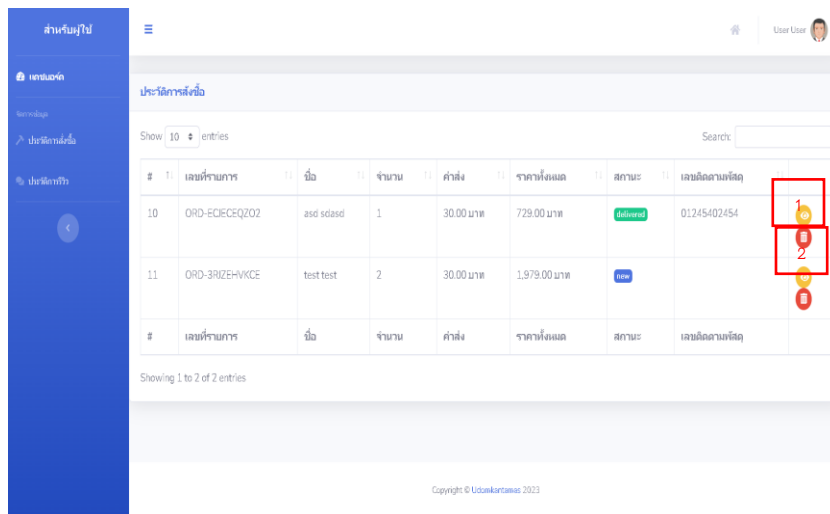 สำหรับผู้ใช้
User User
แดชบอร์ด
ประวัติการสั่งซื้อ
จัดการข้อมูล
ประวัติการสั่งซื้อ
ประวัติการรีวิว
Show 10 entries
Search:
# เลขที่รายการ ชื่อ จำนวน ค่าส่ง ราคาทั้งหมด สถานะ เลขติดตามพัสดุ
10 ORD-ECIECEQZO2 asd sdasd 1 30.00 บาท 729.00 บาท delivered 01245402454
1
2
11 ORD-3RIZEHVKCE test test 2 30.00 บาท 1,979.00 บาท new
# เลขที่รายการ ชื่อ จำนวน ค่าส่ง ราคาทั้งหมด สถานะ เลขติดตามพัสดุ
Showing 1 to 2 of 2 entries
Copyright © Udomkantamas 2023